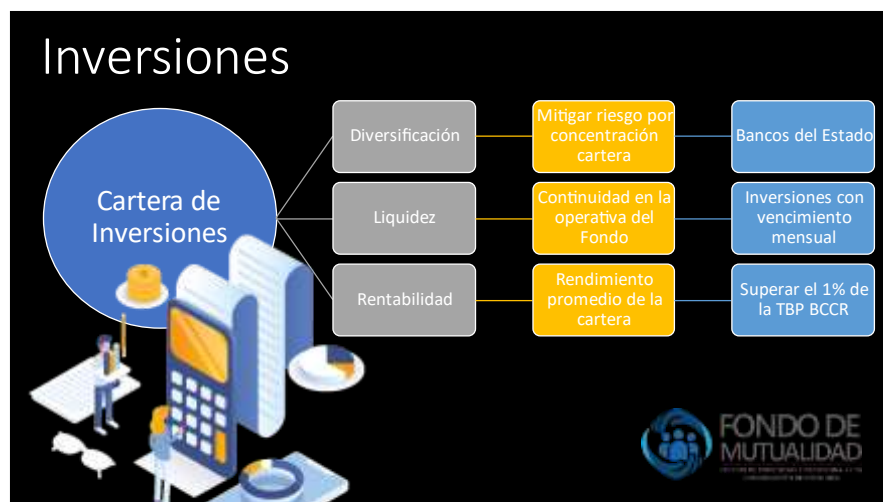 Inversiones
Cartera de
Inversiones
Diversificación
Mitigar riesgo por
concentración
cartera
Bancos del Estado
Liquidez
Continuidad en la
operativa del
Fondo
Inversiones con
vencimiento
mensual
Rentabilidad
Rendimiento
promedio de la
cartera
Superar el 1% de
la TBP BCCR
FONDO DE
MUTUALIDAD